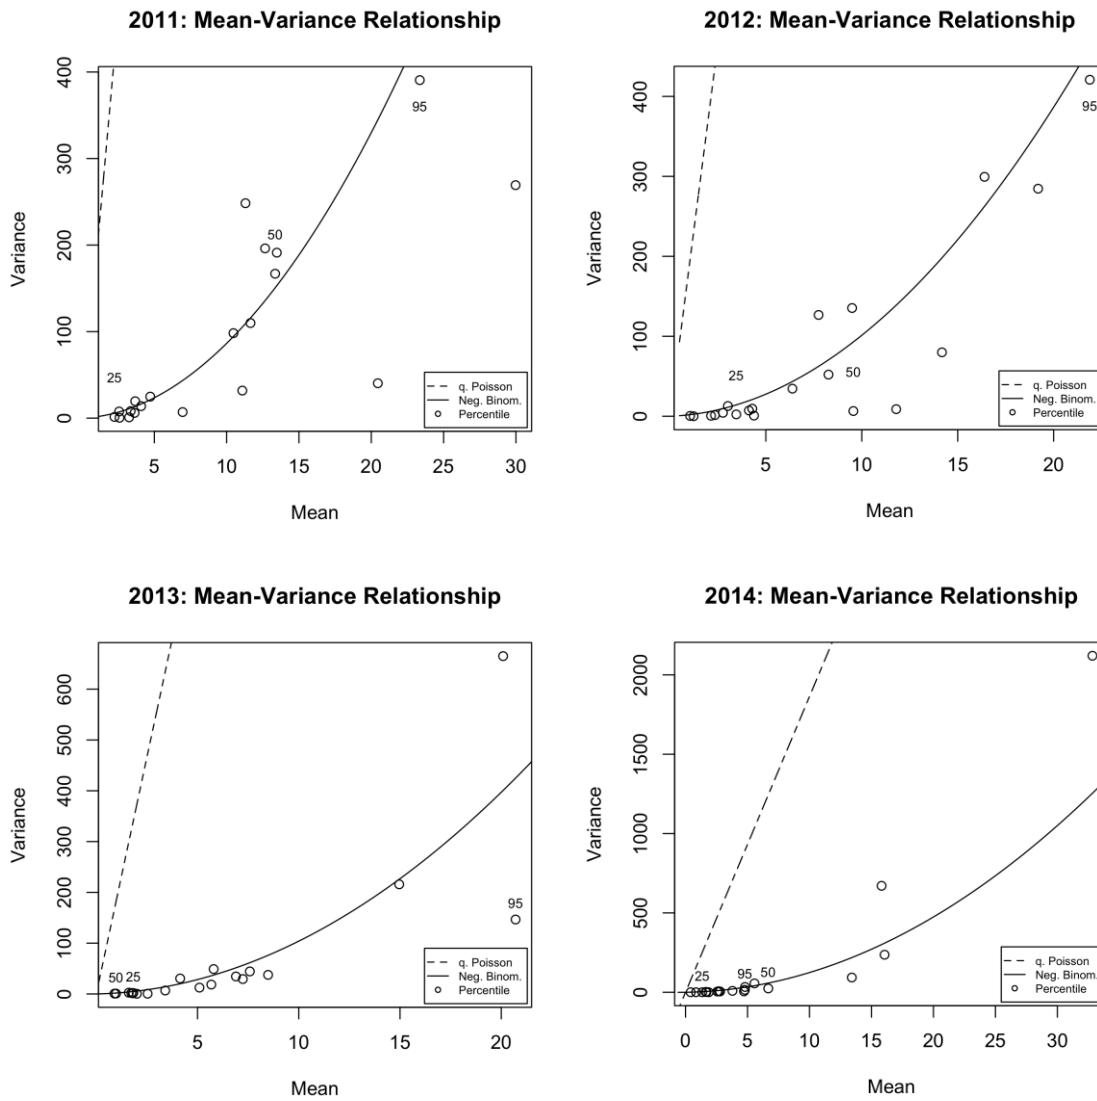 2011: Mean-Variance Relationship
Variance
400
300
200
100
0
95
50
25
q. Poisson
Neg. Binom.
Percentile
5 10 15 20 25 30
Mean
2012: Mean-Variance Relationship
Variance
400
300
200
100
0
95
25
50
q. Poisson
Neg. Binom.
Percentile
5 10 15 20
Mean
2013: Mean-Variance Relationship
Variance
600
500
400
300
200
100
0
95
50 25
q. Poisson
Neg. Binom.
Percentile
5 10 15 20
Mean
2014: Mean-Variance Relationship
Variance
2000
1500
1000
500
0
25 95 50
q. Poisson
Neg. Binom.
Percentile
0 5 10 15 20 25 30
Mean